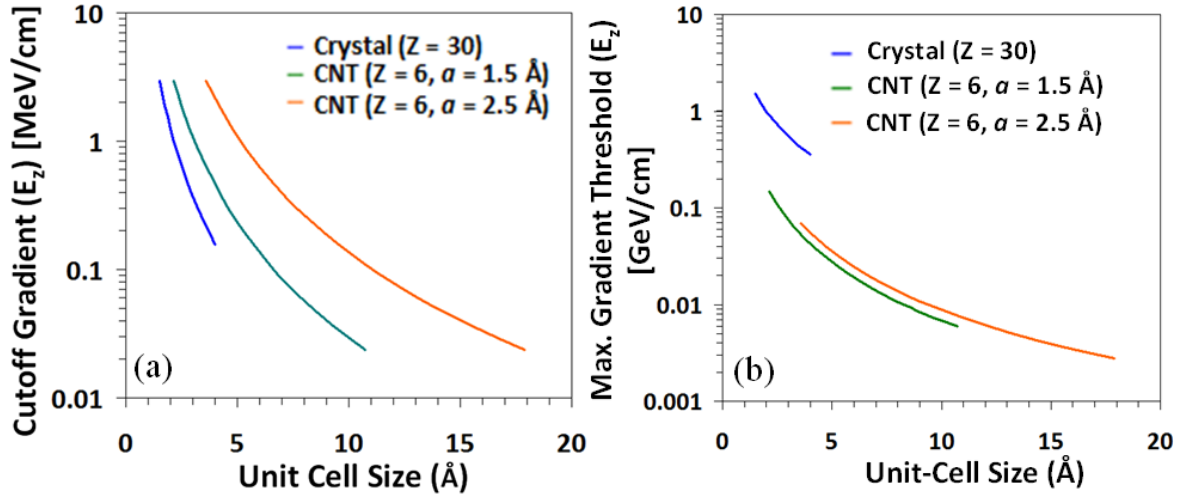 Cutoff Gradient (E_z) [MeV/cm]
10
1
0.1
0.01
Crystal (Z = 30)
CNT (Z = 6, a = 1.5 Å)
CNT (Z = 6, a = 2.5 Å)
(a)
0 5 10 15 20
Unit Cell Size (Å)
Max. Gradient Threshold (E_z)
[GeV/cm]
10
1
0.1
0.01
0.001
Crystal (Z = 30)
CNT (Z = 6, a = 1.5 Å)
CNT (Z = 6, a = 2.5 Å)
(b)
0 5 10 15 20
Unit-Cell Size (Å)